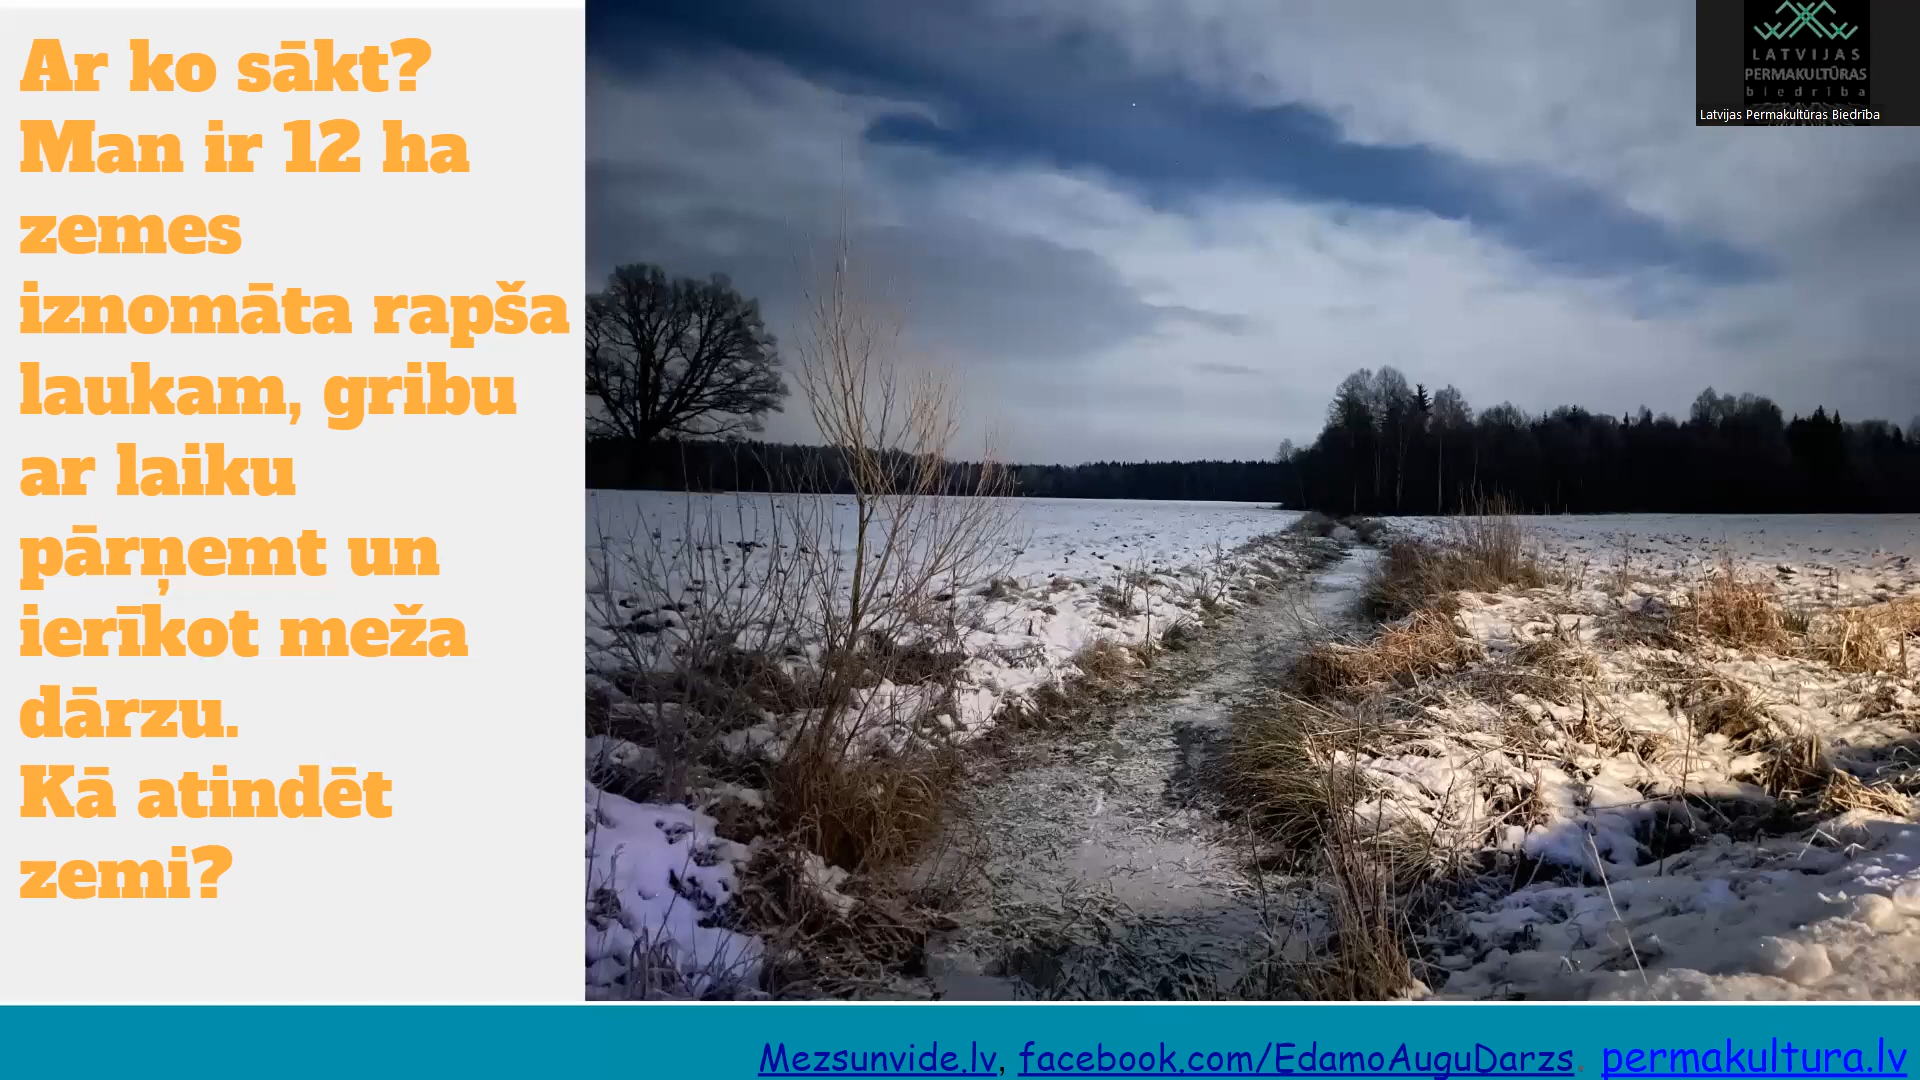 Ar ko sākt?
Man ir 12 ha
zemes
iznomāta rapša
laukam, gribu
ar laiku
pārņemt un
ierīkot meža
dārzu.
Kā atindēt
zemi?
LATVIJAS
PERMAKULTŪRAS
biedrība
Latvijas Permakultūras Biedrība
Mezsunvide.lv, facebook.com/EdamoAuguDarzs. permakultura.lv